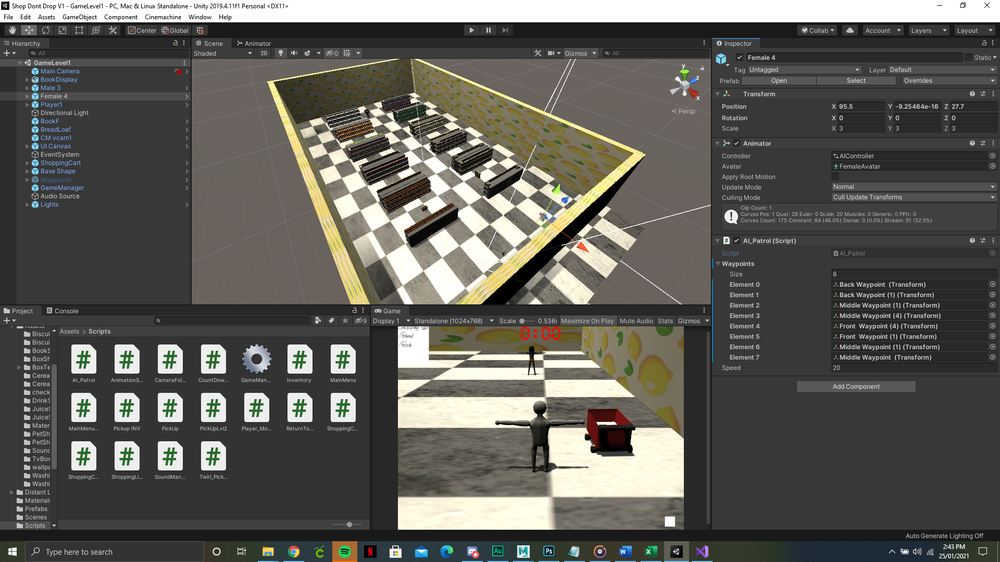 Shop Dont Drop V1 - GameLevel1 - PC, Mac & Linux Standalone - Unity 2019.4.11f1 Personal <DX11>
File Edit Assets GameObject Component Cinemachine Window Help
Center Global
Collab Account Layers Layout
Hierarchy
All
GameLevel1
Main Camera
BookDisplay
Male 3
Female 4
Player1
Directional Light
BookF
BreadLoaf
CM vcam1
UI Canvas
EventSystem
ShoppingCart
Base Shape
Waypoints
GameManager
Audio Source
Lights
Scene Animator
Shaded 2D 0 Gizmos All
y
z
x
Persp
Inspector
Female 4 Static
Tag Untagged Layer Default
Prefab Open Select Overrides
Transform
Position X 95.5 Y -9.25464e-16 Z 27.7
Rotation X 0 Y 0 Z 0
Scale X 3 Y 3 Z 3
Animator
Controller AIController
Avatar FemaleAvatar
Apply Root Motion
Update Mode Normal
Culling Mode Cull Update Transforms
Clip Count: 1
Curves Pos: 1 Quat: 28 Euler: 0 Scale: 20 Muscles: 0 Generic: 0 PPtr: 0
Curves Count: 175 Constant: 84 (48.0%) Dense: 0 (0.0%) Stream: 91 (52.0%)
AI_Patrol (Script)
Script AI_Patrol
Waypoints
Size 8
Element 0 Back Waypoint (Transform)
Element 1 Back Waypoint (1) (Transform)
Element 2 Middle Waypoint (1) (Transform)
Element 3 Middle Waypoint (4) (Transform)
Element 4 Front Waypoint (4) (Transform)
Element 5 Front Waypoint (1) (Transform)
Element 6 Middle Waypoint (1) (Transform)
Element 7 Middle Waypoint (Transform)
Speed 20
Add Component
Project Console
9
Assets
Biscui
Biscui
BookS
BoxSh
BoxTe
Cerea
Cerea
check
DrinkS
JuiceS
JuiceS
Mater
PetSh
PetSh
Sound
TvBox
wallpa
Washi
Washi
Distant L
Materials
Prefabs
Scenes
Scripts
Assets > Scripts
AI_Patrol AnimationS... CameraFol... CountDow... GameMan... Inventory MainMenu
MainMenu... Pickup INV PickUp PickUpLvl2 Player_Mo... ReturnTo... ShoppingC...
ShoppingC... ShoppingLi... SoundMan... Twirl_Pick...
Game
Display 1 Standalone (1024x768) Scale 0.536x Maximize On Play Mute Audio Stats Gizmos
-Bread
-Book
0:00
Auto Generate Lighting Off
Type here to search
2:43 PM
25/01/2021